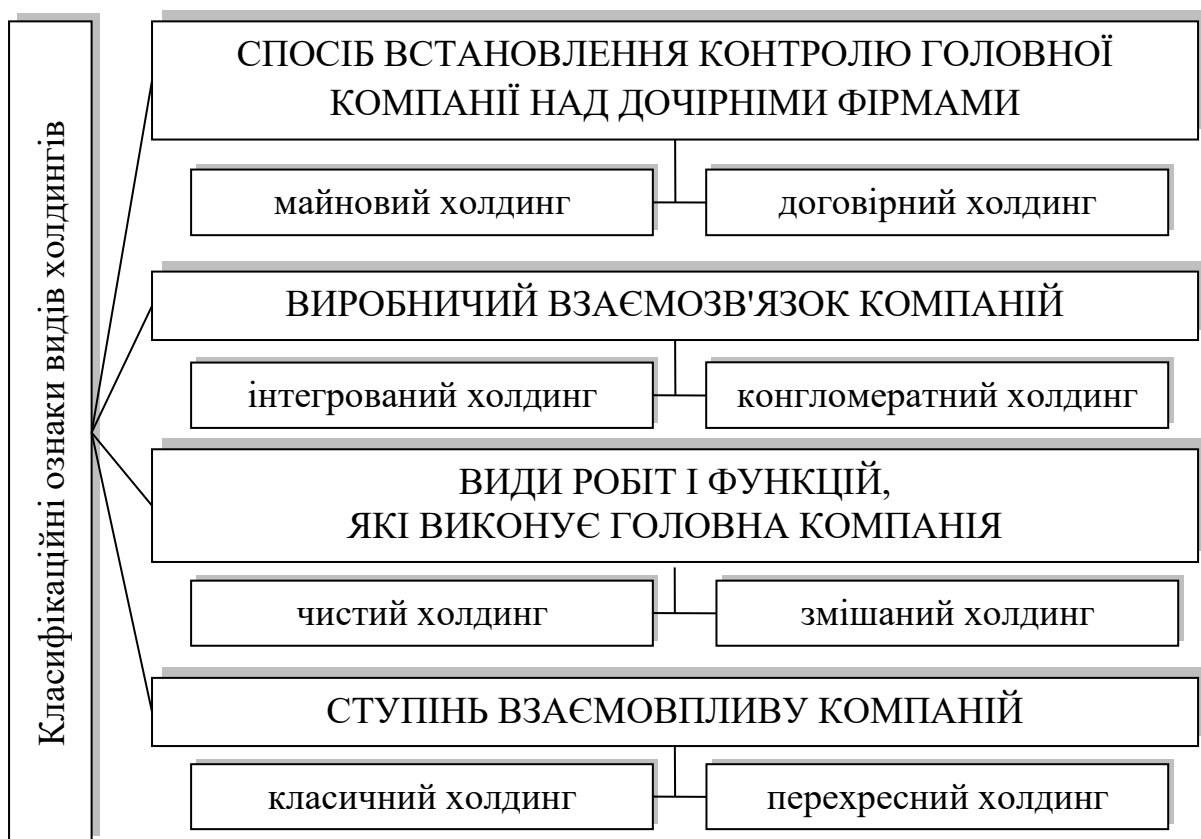 Класифікаційні ознаки видів холдингів
СПОСІБ ВСТАНОВЛЕННЯ КОНТРОЛЮ ГОЛОВНОЇ
КОМПАНІЇ НАД ДОЧІРНІМИ ФІРМАМИ
майновий холдинг
договірний холдинг
ВИРОБНИЧИЙ ВЗАЄМОЗВ'ЯЗОК КОМПАНІЙ
інтегрований холдинг
конгломератний холдинг
ВИДИ РОБІТ І ФУНКЦІЙ,
ЯКІ ВИКОНУЄ ГОЛОВНА КОМПАНІЯ
чистий холдинг
змішаний холдинг
СТУПІНЬ ВЗАЄМОВПЛИВУ КОМПАНІЙ
класичний холдинг
перехресний холдинг